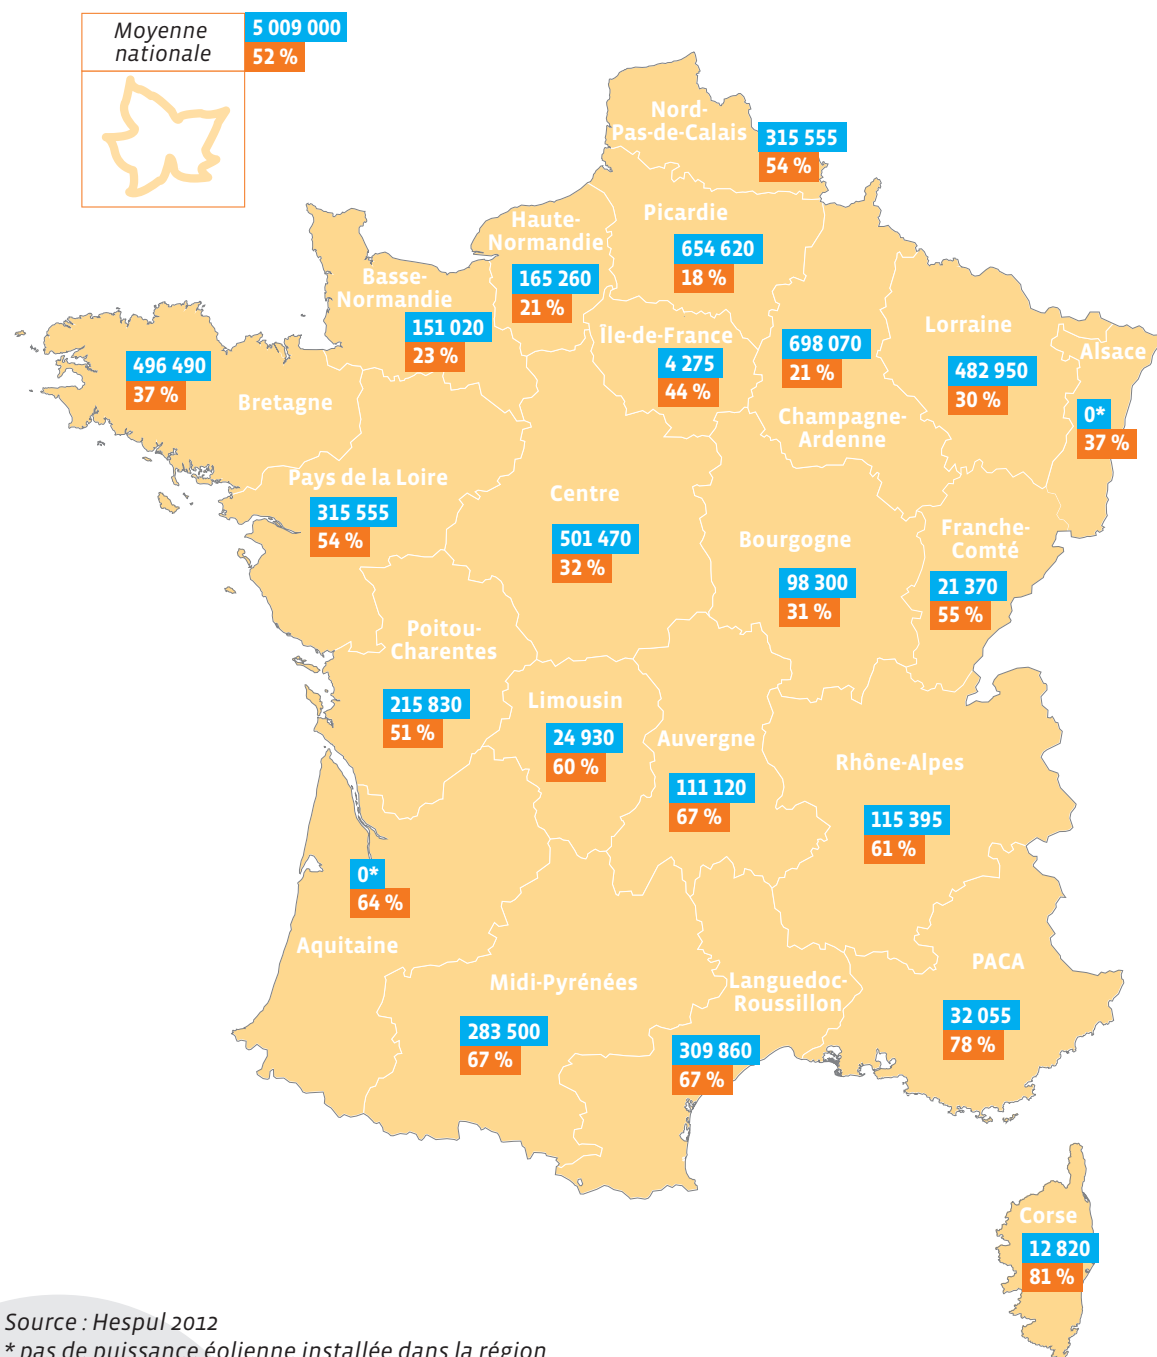 Moyenne
nationale
5 009 000
52 %
Nord-
Pas-de-Calais
315 555
54 %
Picardie
654 620
18 %
Haute-
Normandie
165 260
21 %
Basse-
Normandie
151 020
23 %
Île-de-France
4 275
44 %
698 070
21 %
Champagne-
Ardenne
Lorraine
482 950
30 %
Alsace
0*
37 %
496 490
37 %
Bretagne
Pays de la Loire
315 555
54 %
Centre
501 470
32 %
Bourgogne
98 300
31 %
Franche-
Comté
21 370
55 %
Poitou-
Charentes
215 830
51 %
Limousin
24 930
60 %
Auvergne
111 120
67 %
Rhône-Alpes
115 395
61 %
0*
64 %
Aquitaine
Midi-Pyrénées
283 500
67 %
Languedoc-
Roussillon
309 860
67 %
PACA
32 055
78 %
Corse
12 820
81 %
Source : Hespul 2012
* pas de puissance éolienne installée dans la région